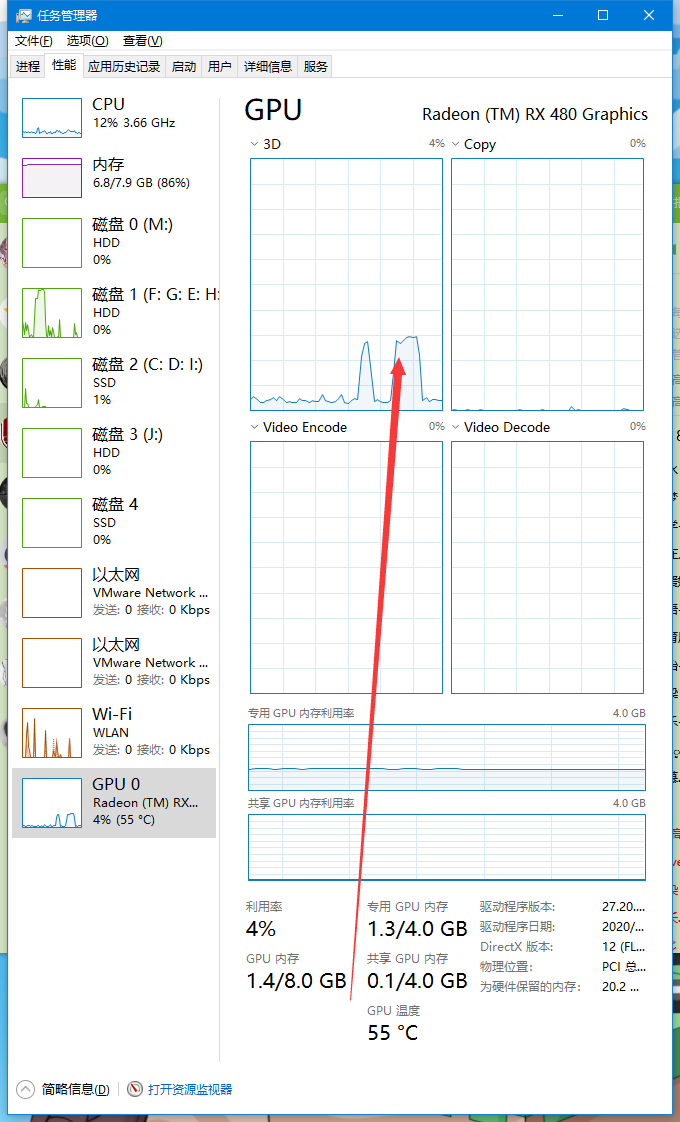 任务管理器
文件(F) 选项(O) 查看(V)
进程 性能 应用历史记录 启动 用户 详细信息 服务
CPU
12% 3.66 GHz
内存
6.8/7.9 GB (86%)
磁盘 0 (M:)
HDD
0%
磁盘 1 (F: G: E: H:
HDD
0%
磁盘 2 (C: D: I:)
SSD
1%
磁盘 3 (J:)
HDD
0%
磁盘 4
SSD
0%
以太网
VMware Network ...
发送: 0 接收: 0 Kbps
以太网
VMware Network ...
发送: 0 接收: 0 Kbps
Wi-Fi
WLAN
发送: 0 接收: 0 Kbps
GPU 0
Radeon (TM) RX...
4% (55 °C)
GPU
Radeon (TM) RX 480 Graphics
3D 4% Copy 0%
Video Encode 0% Video Decode 0%
专用 GPU 内存利用率 4.0 GB
共享 GPU 内存利用率 4.0 GB
利用率
4%
GPU 内存
1.4/8.0 GB
专用 GPU 内存
1.3/4.0 GB
共享 GPU 内存
0.1/4.0 GB
GPU 温度
55 °C
驱动程序版本: 27.20....
驱动程序日期: 2020/...
DirectX 版本: 12 (FL...
物理位置: PCI 总...
为硬件保留的内存: 20.2 ...
简略信息(D) 打开资源监视器